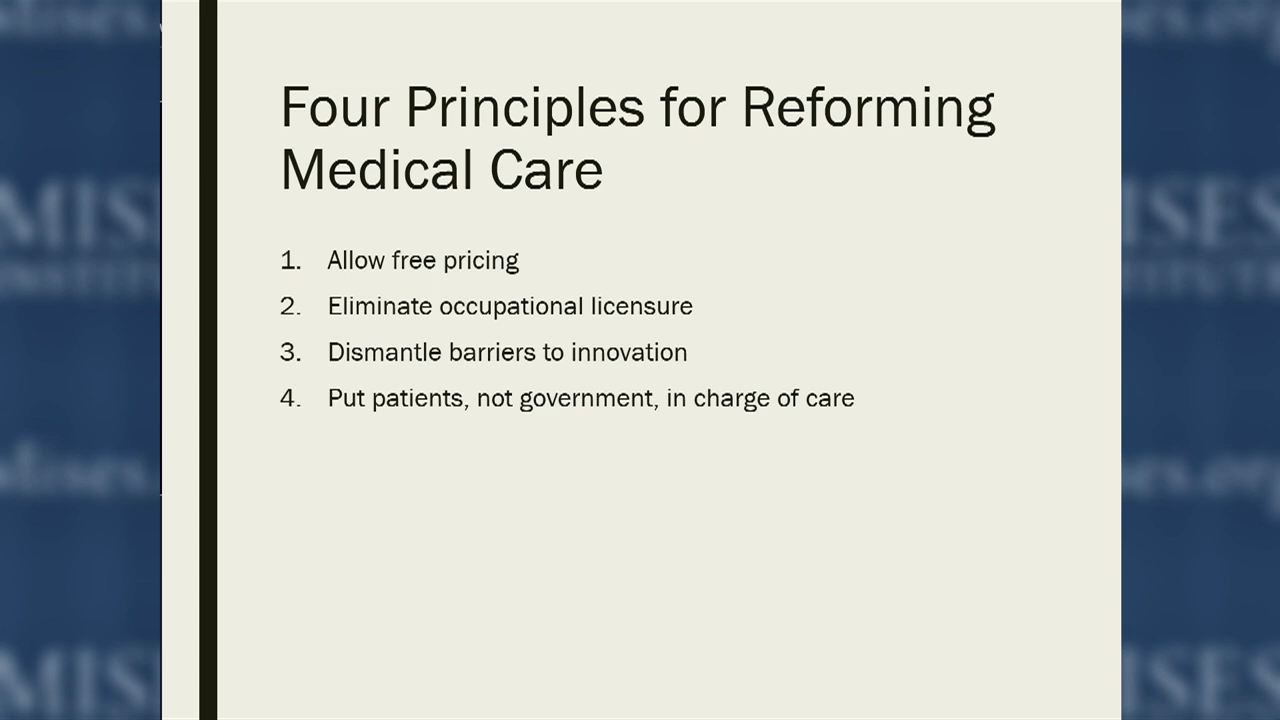 Four Principles for Reforming
Medical Care
1. Allow free pricing
2. Eliminate occupational licensure
3. Dismantle barriers to innovation
4. Put patients, not government, in charge of care